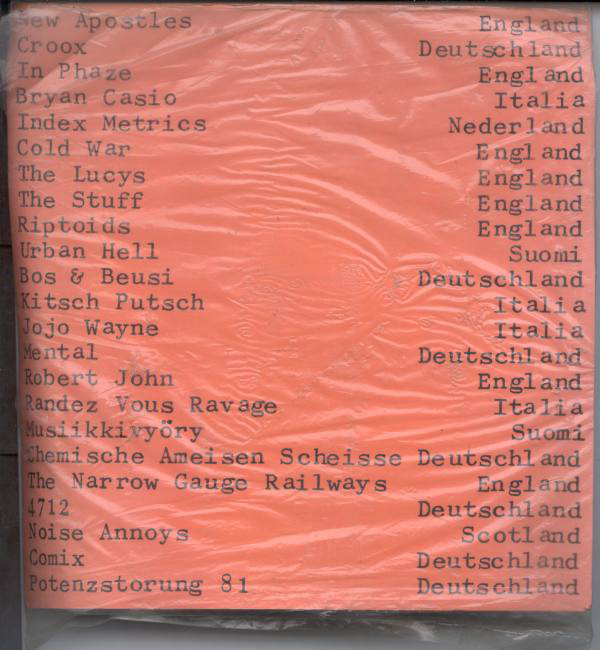 New Apostles England
Croox Deutschland
In Phaze England
Bryan Casio Italia
Index Metrics Nederland
Cold War England
The Lucys England
The Stuff England
Riptoids England
Urban Hell Suomi
Bos & Beusi Deutschland
Kitsch Putsch Italia
Jojo Wayne Italia
Mental Deutschland
Robert John England
Randez Vous Ravage Italia
Musiikkivyöry Suomi
Chemische Ameisen Scheisse Deutschland
The Narrow Gauge Railways England
4712 Deutschland
Noise Annoys Scotland
Comix Deutschland
Potenzstorung 81 Deutschland